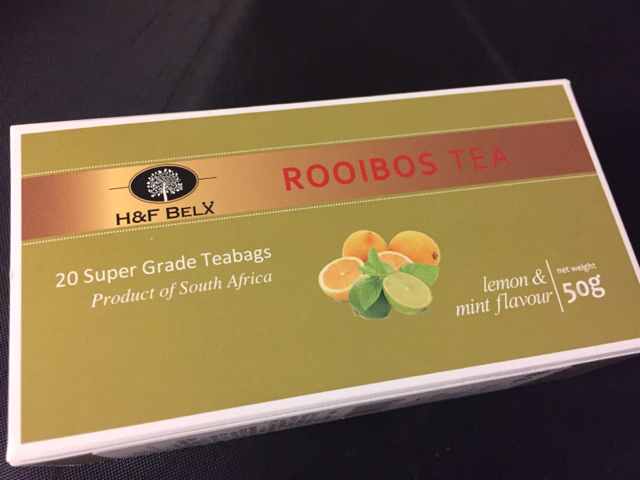 ROOIBOS TEA
H&F BELX
20 Super Grade Teabags
Product of South Africa
lemon &
mint flavour
net weight
50g